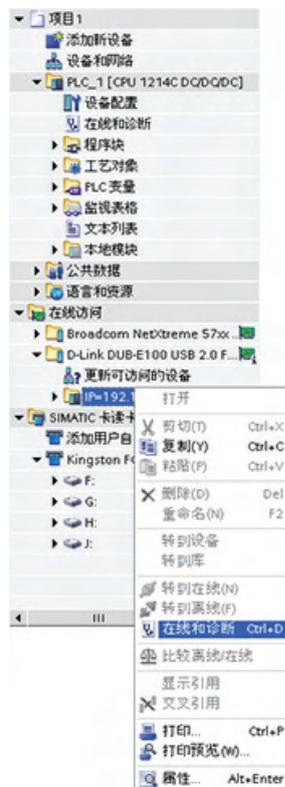 项目1
添加新设备
设备和网络
PLC_1 [CPU 1214C DC/DC/DC]
设备配置
在线和诊断
程序块
工艺对象
PLC 变量
监视表格
文本列表
本地模块
公共数据
语言和资源
在线访问
Broadcom NetXtreme 57xx ..
D-Link DUB-E100 USB 2.0 F...
更新可访问的设备
IP=192.1
SIMATIC 卡读卡
添加用户自
Kingston FC
F:
G:
H:
J:
打开
剪切(T) Ctrl+X
复制(Y) Ctrl+C
粘贴(P) Ctrl+V
删除(D) Del
重命名(N) F2
转到设备
转到库
转到在线(N)
转到离线(F)
在线和诊断 Ctrl+D
比较离线/在线
显示引用
交叉引用
打印... Ctrl+P
打印预览(W)...
属性... Alt+Enter